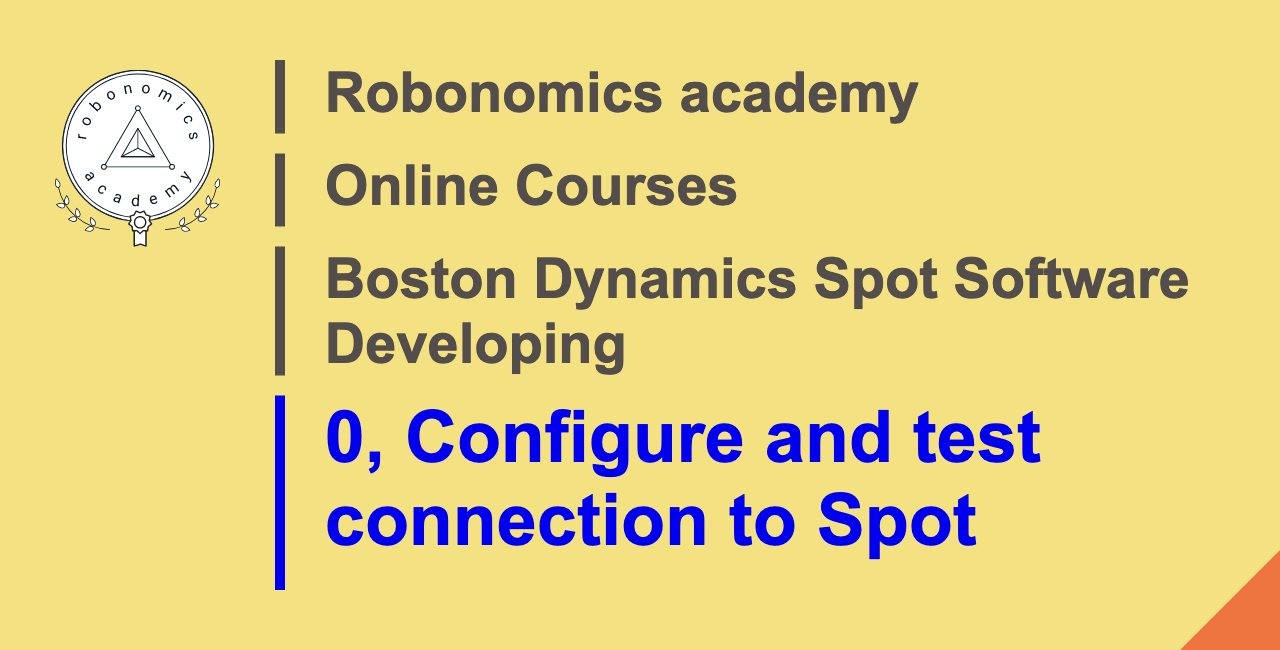 robonomics
academy
Robonomics academy
Online Courses
Boston Dynamics Spot Software
Developing
0, Configure and test
connection to Spot